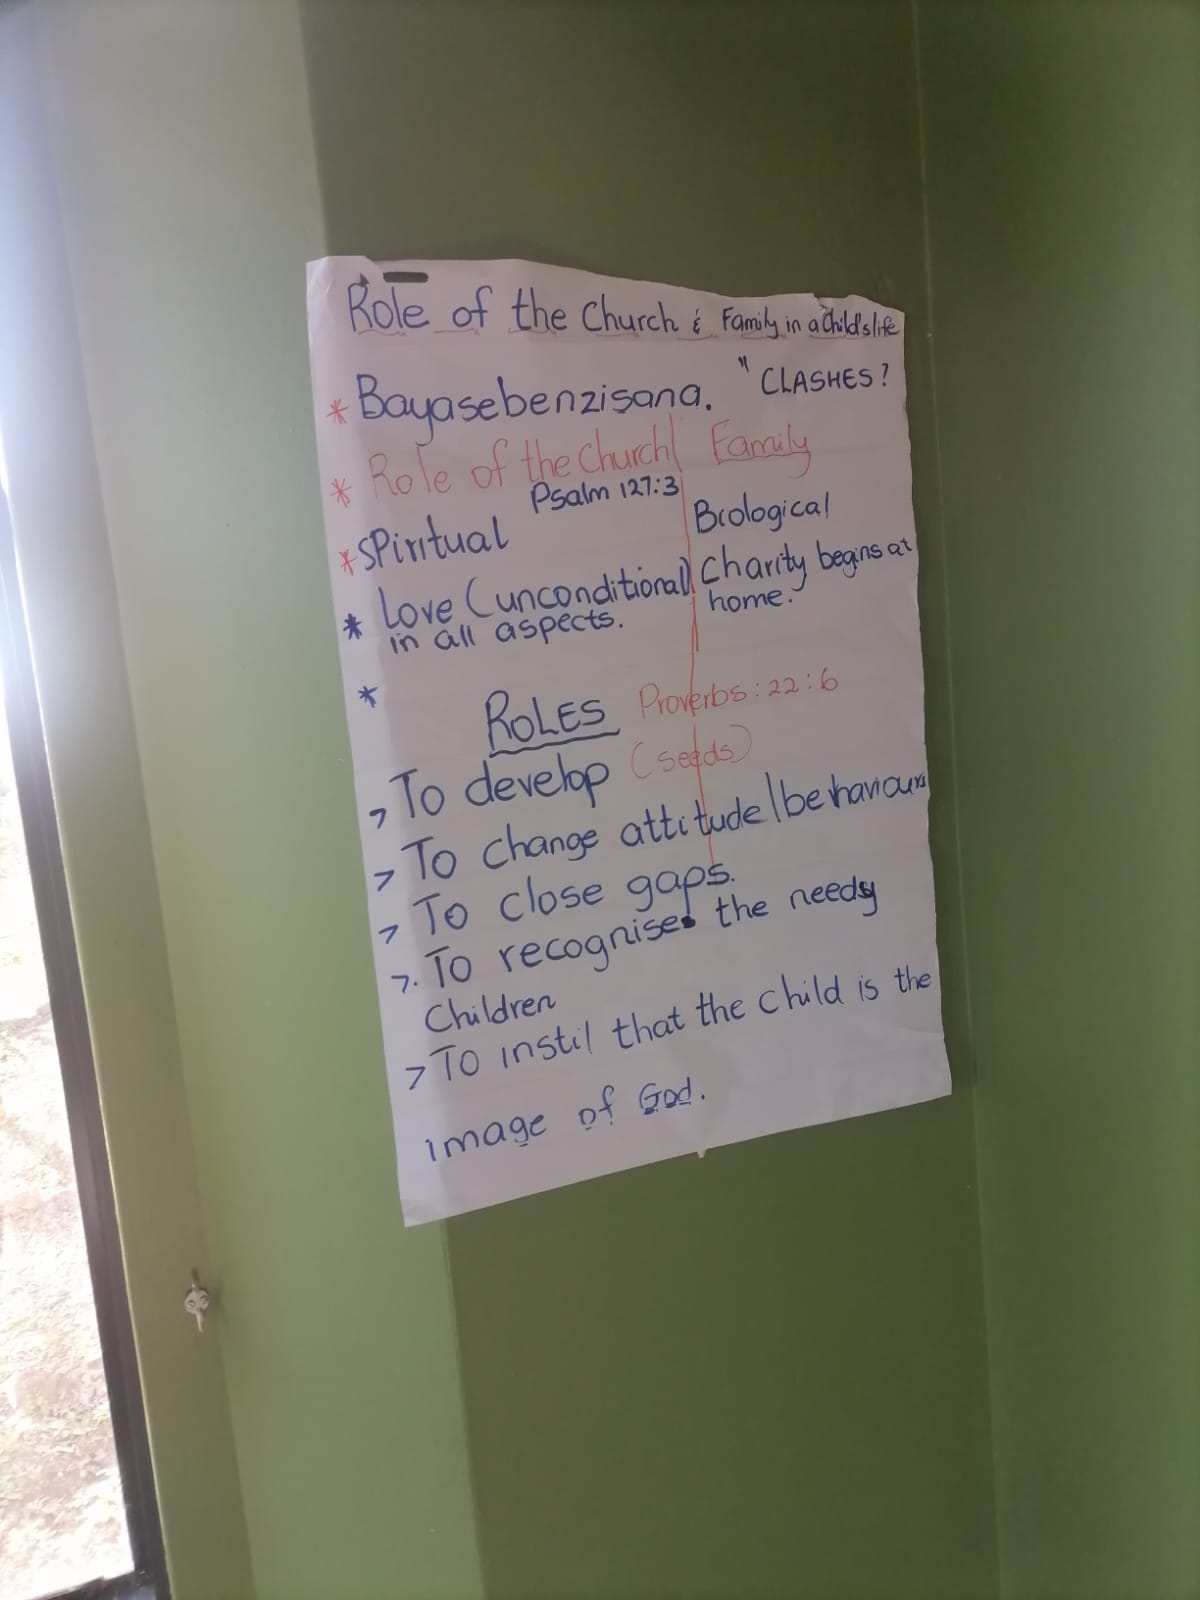 Role of the Church & Family in a Child's life
* Bayasebenzisana. "CLASHES?
* Role of the Church | Family
Psalm 127:3
* Spiritual
Biological
* Love (unconditional) Charity begins at
in all aspects. home.
*
ROLES Proverbs : 22 : 6
> To develop (seeds)
> To change attitude/behaviours
> To close gaps.
> To recognise the needy
Children
> To instil that the child is the
image of God.